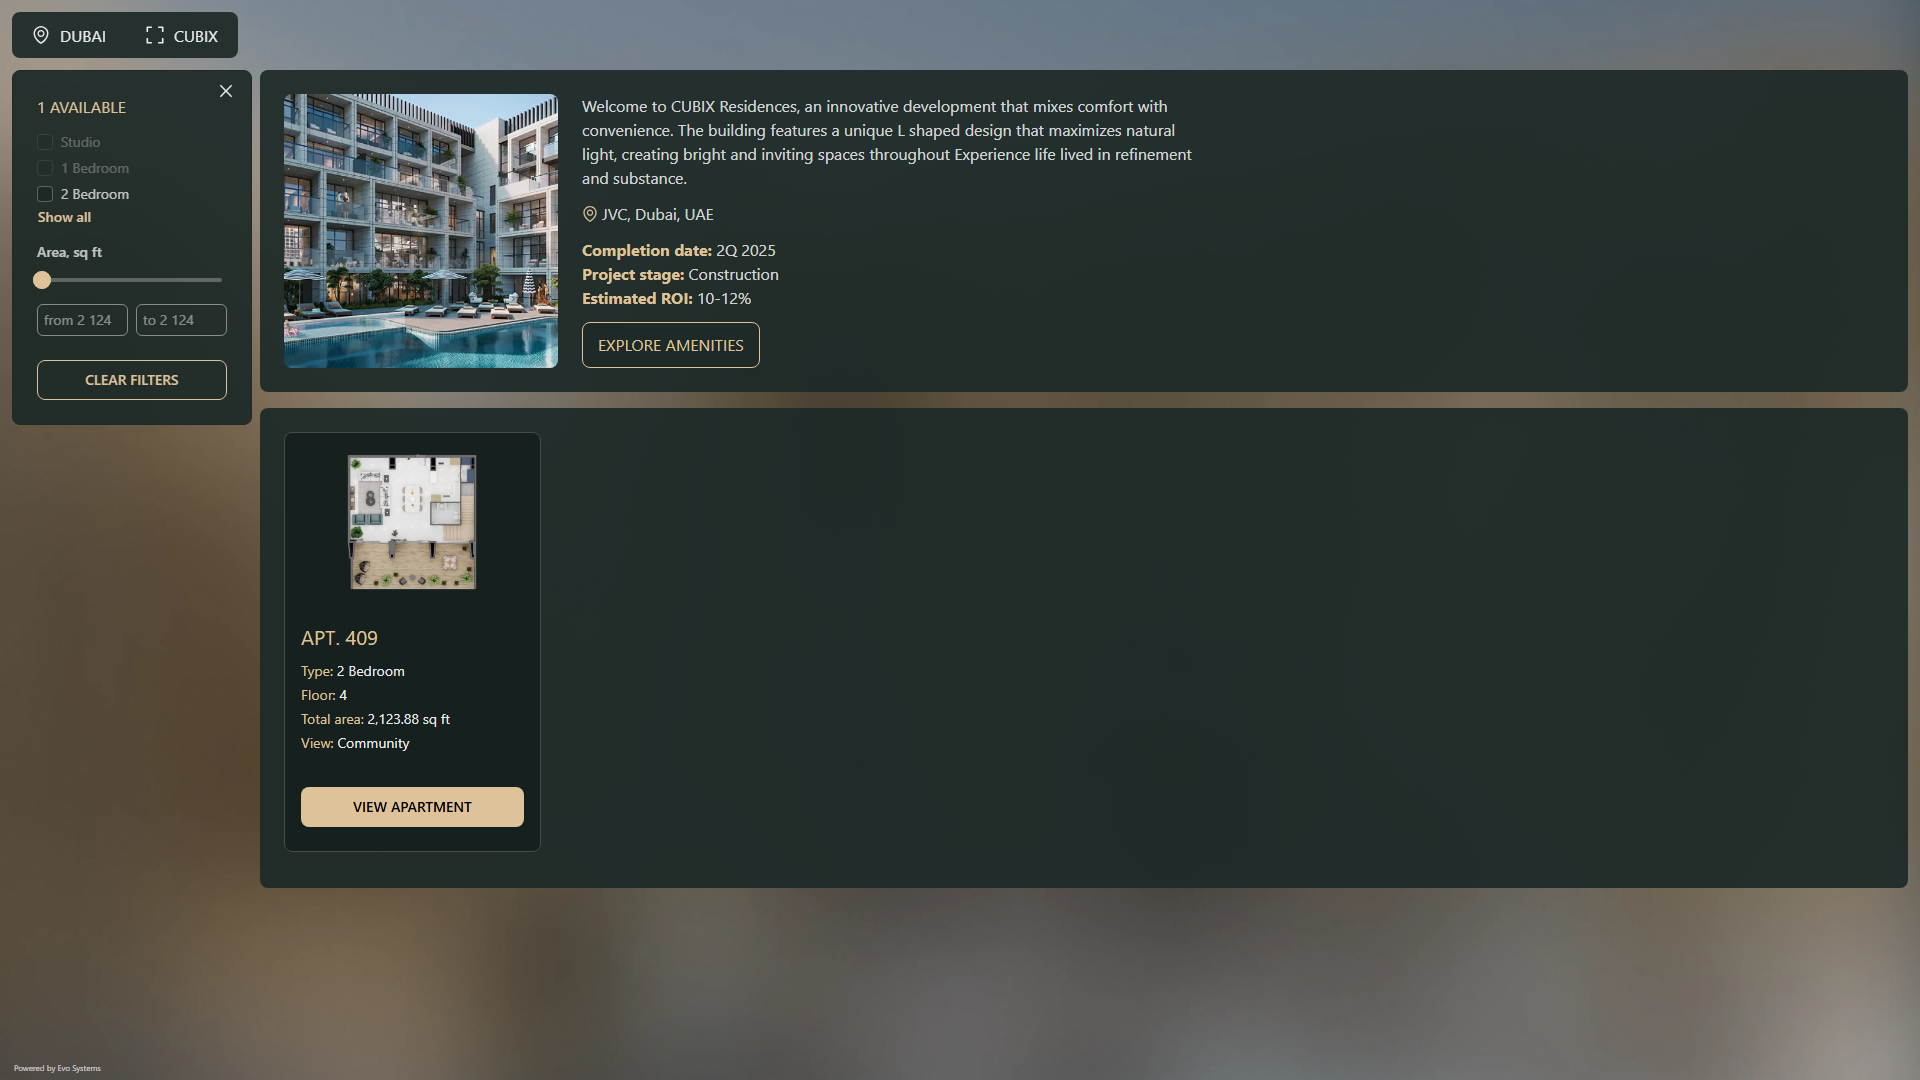 DUBAI
CUBIX
1 AVAILABLE
Studio
1 Bedroom
2 Bedroom
Show all
Area, sq ft
from 2 124
to 2 124
CLEAR FILTERS
Welcome to CUBIX Residences, an innovative development that mixes comfort with
convenience. The building features a unique L shaped design that maximizes natural
light, creating bright and inviting spaces throughout Experience life lived in refinement
and substance.
JVC, Dubai, UAE
Completion date: 2Q 2025
Project stage: Construction
Estimated ROI: 10-12%
EXPLORE AMENITIES
APT. 409
Type: 2 Bedroom
Floor: 4
Total area: 2,123.88 sq ft
View: Community
VIEW APARTMENT
Powered by Evo Systems